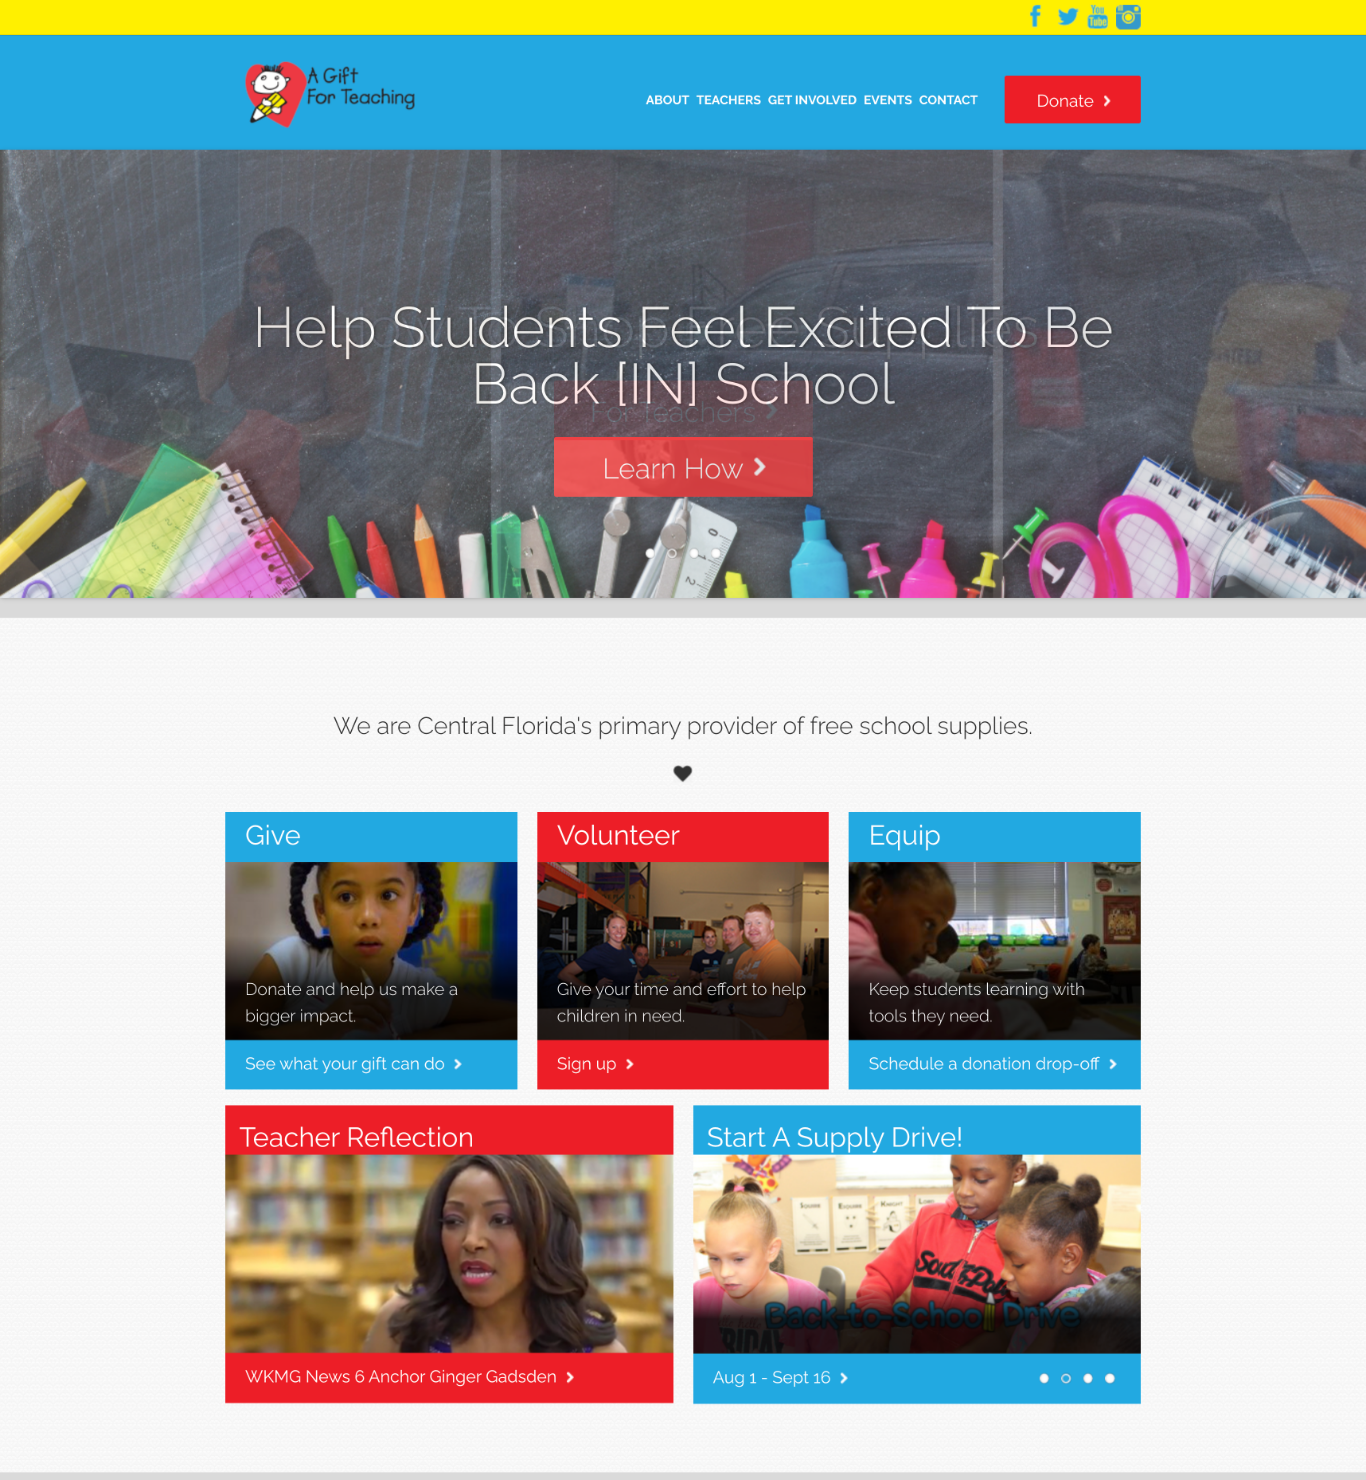 You
Tube
A Gift
For Teaching
ABOUT TEACHERS GET INVOLVED EVENTS CONTACT
Donate
Help Students Feel Excited To Be
Back [IN] School
For Teachers
Learn How
We are Central Florida's primary provider of free school supplies.
Give
Volunteer
Equip
Donate and help us make a
bigger impact.
Give your time and effort to help
children in need.
Keep students learning with
tools they need.
See what your gift can do
Sign up
Schedule a donation drop-off
Teacher Reflection
Start A Supply Drive!
Back-to-School Drive
WKMG News 6 Anchor Ginger Gadsden
Aug 1 - Sept 16